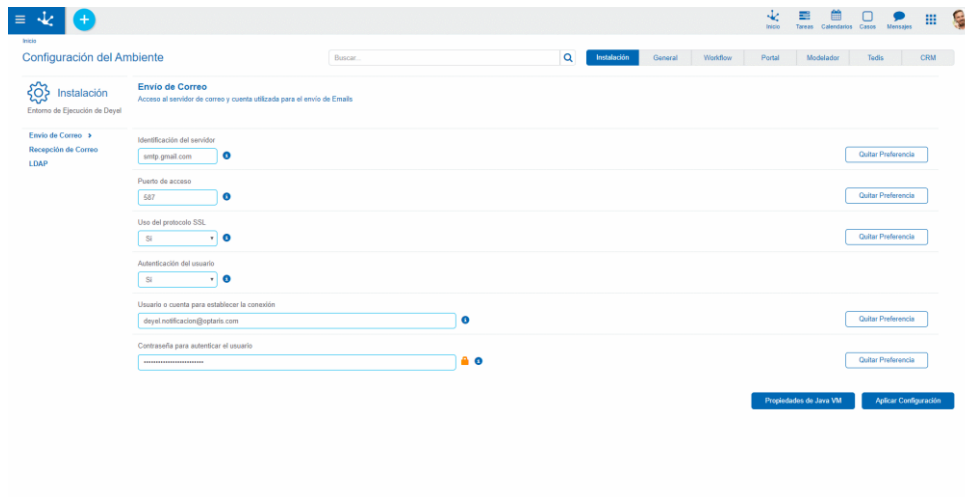 Inicio
Tareas
Calendarios
Casos
Mensajes
Inicio
Configuración del Ambiente
Buscar...
Instalación
General
Workflow
Portal
Modelador
Tedis
CRM
Instalación
Entorno de Ejecución de Deyel
Envío de Correo
Acceso al servidor de correo y cuenta utilizada para el envío de Emails
Envío de Correo
Recepción de Correo
LDAP
Identificación del servidor
smtp.gmail.com
Quitar Preferencia
Puerto de acceso
587
Quitar Preferencia
Uso del protocolo SSL
Si
Quitar Preferencia
Autenticación del usuario
Si
Usuario o cuenta para establecer la conexión
deyel.notificacion@optaris.com
Quitar Preferencia
Contraseña para autenticar el usuario
Quitar Preferencia
Propiedades de Java VM
Aplicar Configuración